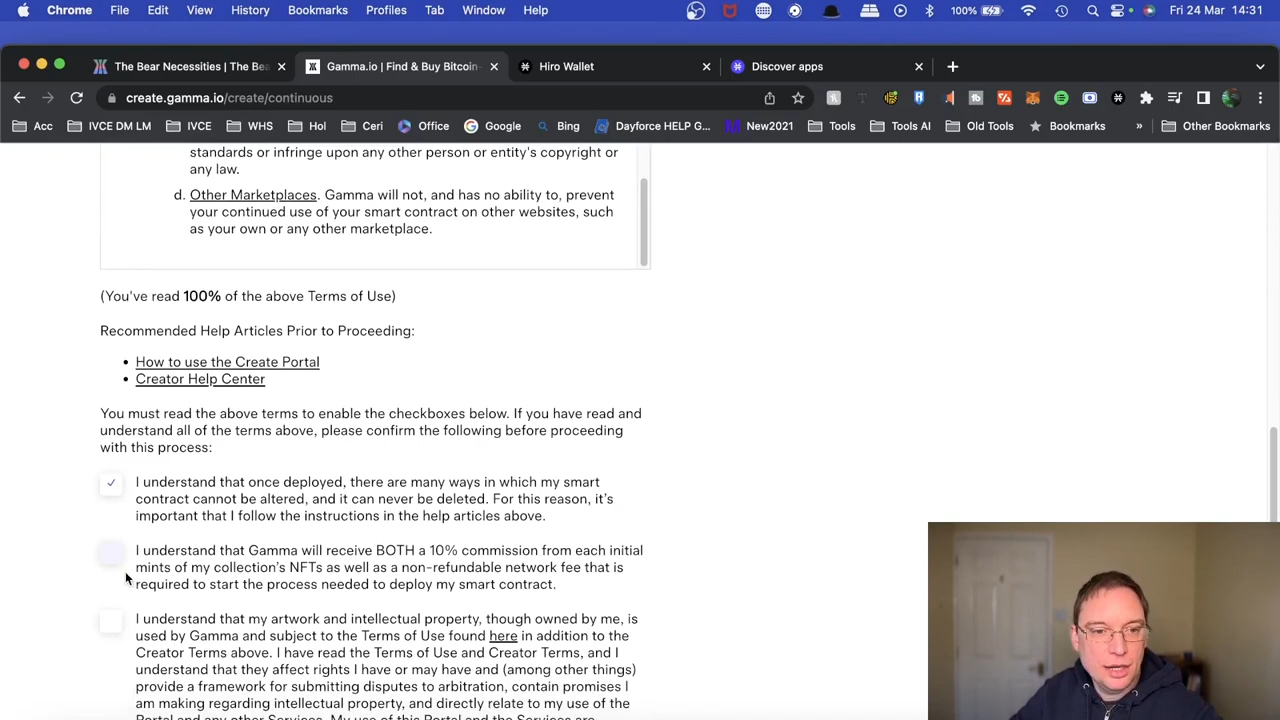 Chrome File Edit View History Bookmarks Profiles Tab Window Help 100% Fri 24 Mar 14:31
The Bear Necessities | The Bea Gamma.io | Find & Buy Bitcoin- Hiro Wallet Discover apps
create.gamma.io/create/continuous
Acc IVCE DM LM IVCE WHS Hol Ceri Office Google Bing Dayforce HELP G... New2021 Tools Tools AI Old Tools Bookmarks » Other Bookmarks
standards or infringe upon any other person or entity's copyright or
any law.
d. Other Marketplaces. Gamma will not, and has no ability to, prevent
your continued use of your smart contract on other websites, such
as your own or any other marketplace.
(You've read 100% of the above Terms of Use)
Recommended Help Articles Prior to Proceeding:
• How to use the Create Portal
• Creator Help Center
You must read the above terms to enable the checkboxes below. If you have read and
understand all of the terms above, please confirm the following before proceeding
with this process:
I understand that once deployed, there are many ways in which my smart
contract cannot be altered, and it can never be deleted. For this reason, it's
important that I follow the instructions in the help articles above.
I understand that Gamma will receive BOTH a 10% commission from each initial
mints of my collection's NFTs as well as a non-refundable network fee that is
required to start the process needed to deploy my smart contract.
I understand that my artwork and intellectual property, though owned by me, is
used by Gamma and subject to the Terms of Use found here in addition to the
Creator Terms above. I have read the Terms of Use and Creator Terms, and I
understand that they affect rights I have or may have and (among other things)
provide a framework for submitting disputes to arbitration, contain promises I
am making regarding intellectual property, and directly relate to my use of the
Portal and any other Services. My use of this Portal and the Services are